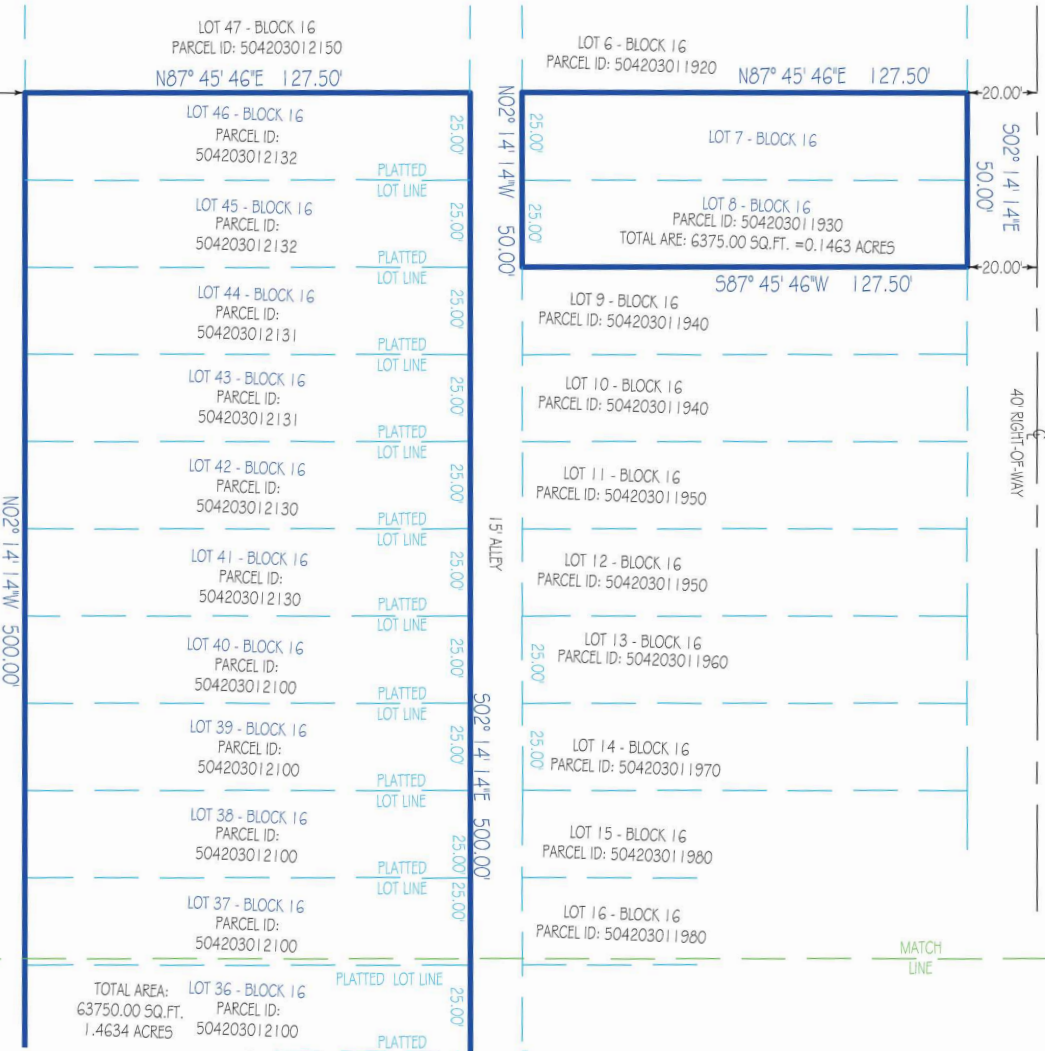 LOT 47 - BLOCK 16
PARCEL ID: 504203012150
N87° 45' 46"E 127.50'
LOT 46 - BLOCK 16
PARCEL ID:
504203012132
25.00'
PLATTED
LOT LINE
LOT 45 - BLOCK 16
PARCEL ID:
504203012132
25.00'
PLATTED
LOT LINE
LOT 44 - BLOCK 16
PARCEL ID:
504203012131
25.00'
PLATTED
LOT LINE
LOT 43 - BLOCK 16
PARCEL ID:
504203012131
25.00'
PLATTED
LOT LINE
LOT 42 - BLOCK 16
PARCEL ID:
504203012130
25.00'
PLATTED
LOT LINE
LOT 41 - BLOCK 16
PARCEL ID:
504203012130
25.00'
PLATTED
LOT LINE
LOT 40 - BLOCK 16
PARCEL ID:
504203012100
25.00'
PLATTED
LOT LINE
LOT 39 - BLOCK 16
PARCEL ID:
504203012100
25.00'
PLATTED
LOT LINE
LOT 38 - BLOCK 16
PARCEL ID:
504203012100
25.00'
PLATTED
LOT LINE
LOT 37 - BLOCK 16
PARCEL ID:
504203012100
25.00'
PLATTED LOT LINE
TOTAL AREA:
63750.00 SQ.FT.
1.4634 ACRES
LOT 36 - BLOCK 16
PARCEL ID:
504203012100
25.00'
PLATTED
N02° 14' 14"W 500.00'
S02° 14' 14"E 500.00'
15' ALLEY
LOT 6 - BLOCK 16
PARCEL ID: 504203011920
N87° 45' 46"E 127.50'
N02° 14' 14"W 50.00'
25.00'
LOT 7 - BLOCK 16
25.00'
LOT 8 - BLOCK 16
PARCEL ID: 504203011930
TOTAL ARE: 6375.00 SQ.FT. =0.1463 ACRES
S87° 45' 46"W 127.50'
20.00'
S02° 14' 14"E
50.00'
20.00'
LOT 9 - BLOCK 16
PARCEL ID: 504203011940
LOT 10 - BLOCK 16
PARCEL ID: 504203011940
LOT 11 - BLOCK 16
PARCEL ID: 504203011950
LOT 12 - BLOCK 16
PARCEL ID: 504203011950
25.00'
LOT 13 - BLOCK 16
PARCEL ID: 504203011960
25.00'
LOT 14 - BLOCK 16
PARCEL ID: 504203011970
LOT 15 - BLOCK 16
PARCEL ID: 504203011980
LOT 16 - BLOCK 16
PARCEL ID: 504203011980
40' RIGHT-OF-WAY
MATCH
LINE